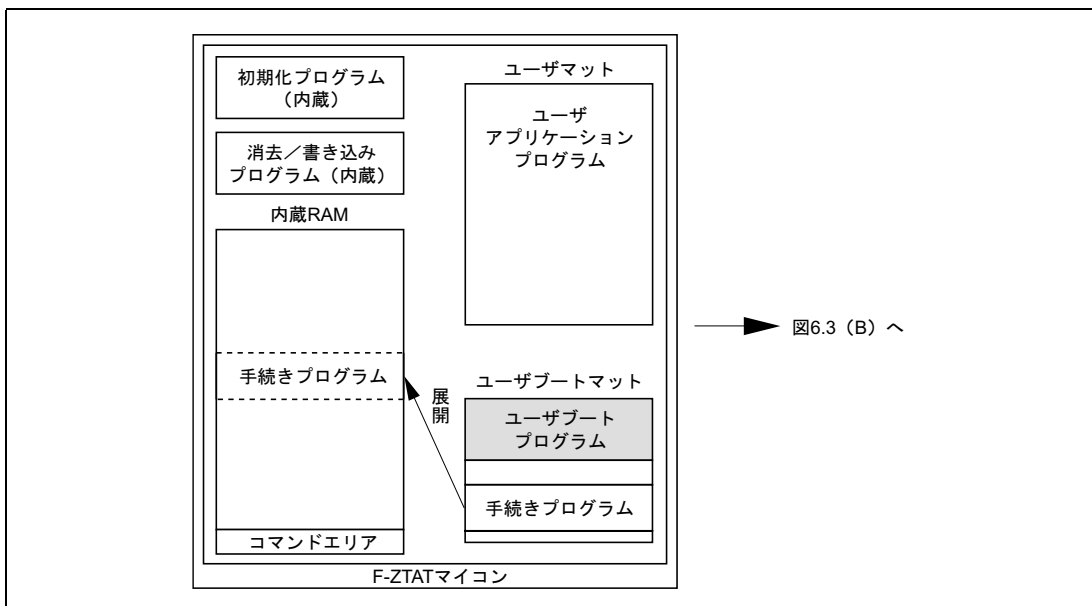 初期化プログラム
（内蔵）
消去／書き込み
プログラム（内蔵）
内蔵RAM
手続きプログラム
コマンドエリア
展開
ユーザマット
ユーザ
アプリケーション
プログラム
ユーザブートマット
ユーザブート
プログラム
手続きプログラム
F-ZTATマイコン
図6.3（B）へ